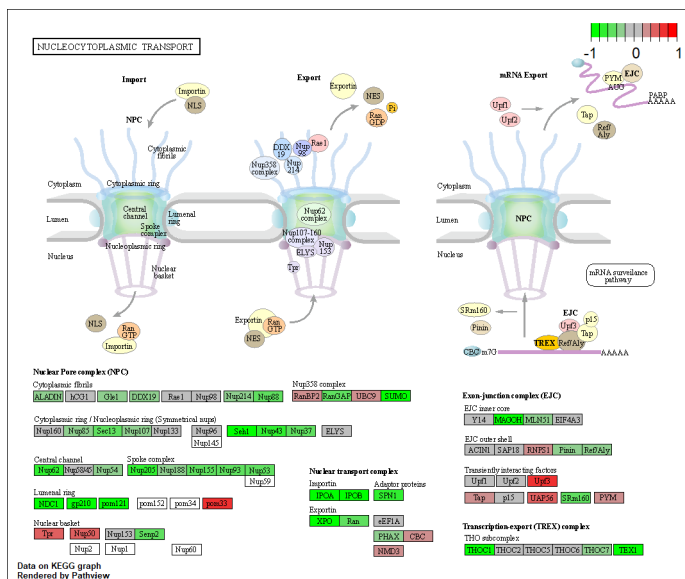 NUCLEOCYTOPLASMIC TRANSPORT
-1 0 1
Import
Export
mRNA Export
Importin
NLS
NPC
Cytoplasmic fibrils
Cytoplasm
Cytoplasmic ring
Central channel
Spoke complex
Lumenal ring
Lumen
Nucleoplasmic ring
Nucleus
Nuclear basket
NLS
Ran GTP
Importin
Exportin
NES
Ran GDP
Pi
DDX 19
Nup 98
Rae1
Nup358 complex
Nup 214
Nup62 complex
Nup107-160 complex
ELYS
Nup 153
Tpr
Exportin
Ran GTP
NES
Upf1
Upf2
PYM
EJC
AUG
PABP
AAAAA
Tap
Ref/Aly
Cytoplasm
Lumen
NPC
Nucleus
mRNA surveilance pathway
SRm160
Pinin
EJC
Upf3
p15
Tap
TREX
Ref/Aly
CBC
m7G
AAAAA
Nuclear Pore complex (NPC)
Cytoplasmic fbrils
ALADIN hCG1 Gle1 DDX19 Rae1 Nup98 Nup214 Nup88
Nup358 complex
RanBP2 RanGAP UBC9 SUMO
Cytoplasmic ring / Nucleoplasmic ring (Symmetrical nups)
Nup160 Nup85 Sec13 Nup107 Nup133 Nup96 Seh1 Nup43 Nup37 ELYS
Nup145
Central channel
Nup62 Nup58/45 Nup54
Spoke complex
Nup205 Nup188 Nup155 Nup93 Nup53
Nup59
Lumenal ring
NDC1 gp210 pom121 pom152 pom34 pom33
Nuclear basket
Tpr Nup50 Nup153 Senp2
Nup2 Nup1 Nup60
Nuclear transport complex
Importin
IPOA IPOB
Adaptor proteins
SPN1
Exportin
XPO Ran eEF1A
PHAX CBC
NMD3
Exon-junction complex (EJC)
EJC inner core
Y14 MAGOH MLN51 EIF4A3
EJC outer shell
ACIN1 SAP18 RNPS1 Pinin Ref/Aly
Transiently interacting factors
Upf1 Upf2 Upf3
Tap p15 UAP56 SRm160 PYM
Transcription-export (TREX) complex
THO subcomplex
THOC1 THOC2 THOC5 THOC6 THOC7 TEX1
Data on KEGG graph
Rendered by Pathview